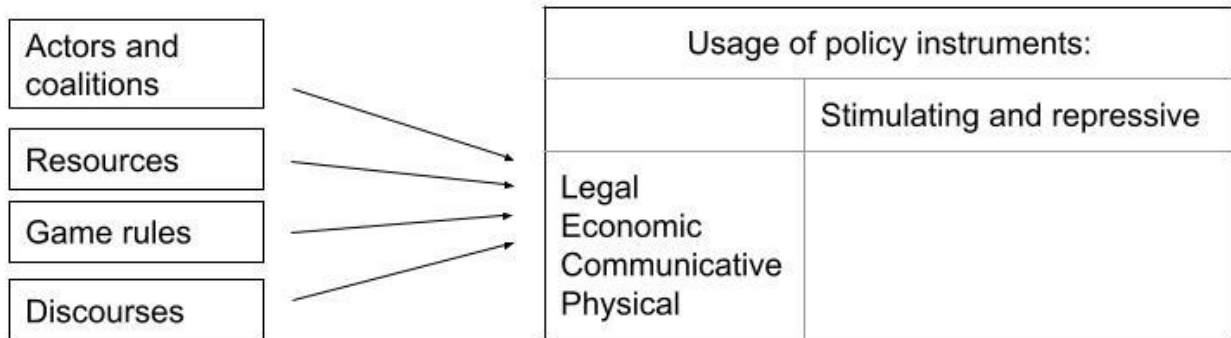 Actors and
coalitions
Resources
Game rules
Discourses
Usage of policy instruments:
Stimulating and repressive
Legal
Economic
Communicative
Physical